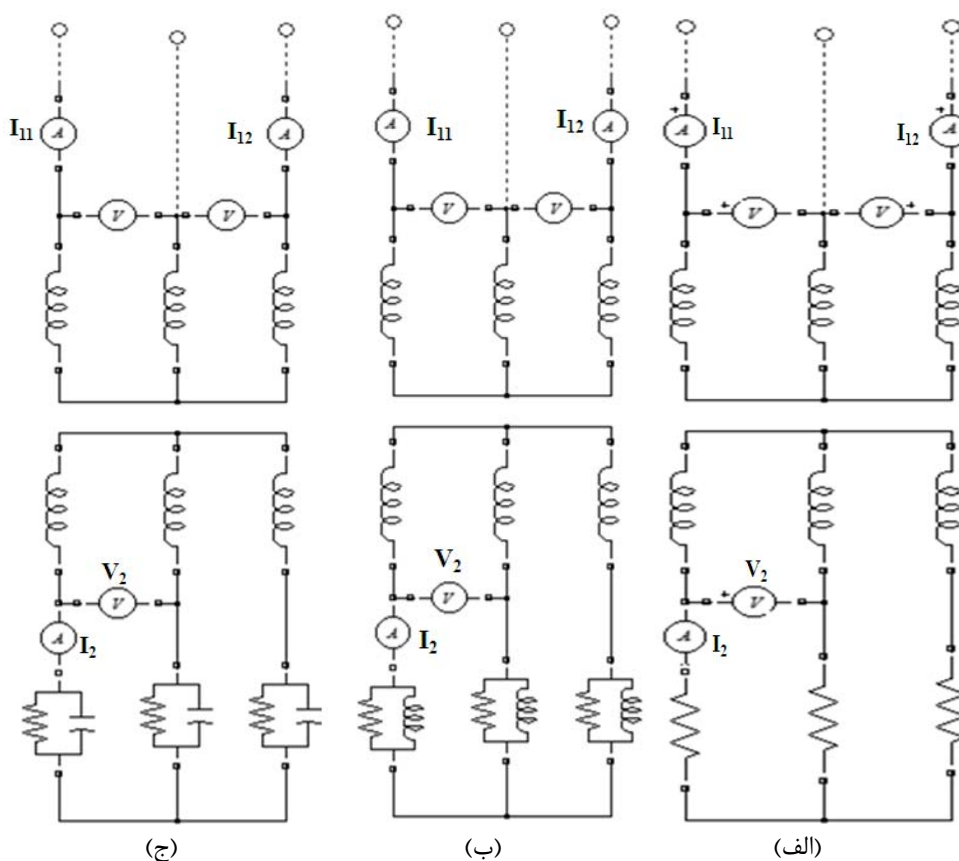 I11 I12 I11 I12 I11 I12
A A A A A A
V V V V V V
V2 V2 V2
V V V
A I2 A I2 A I2
(ج) (ب) (الف)